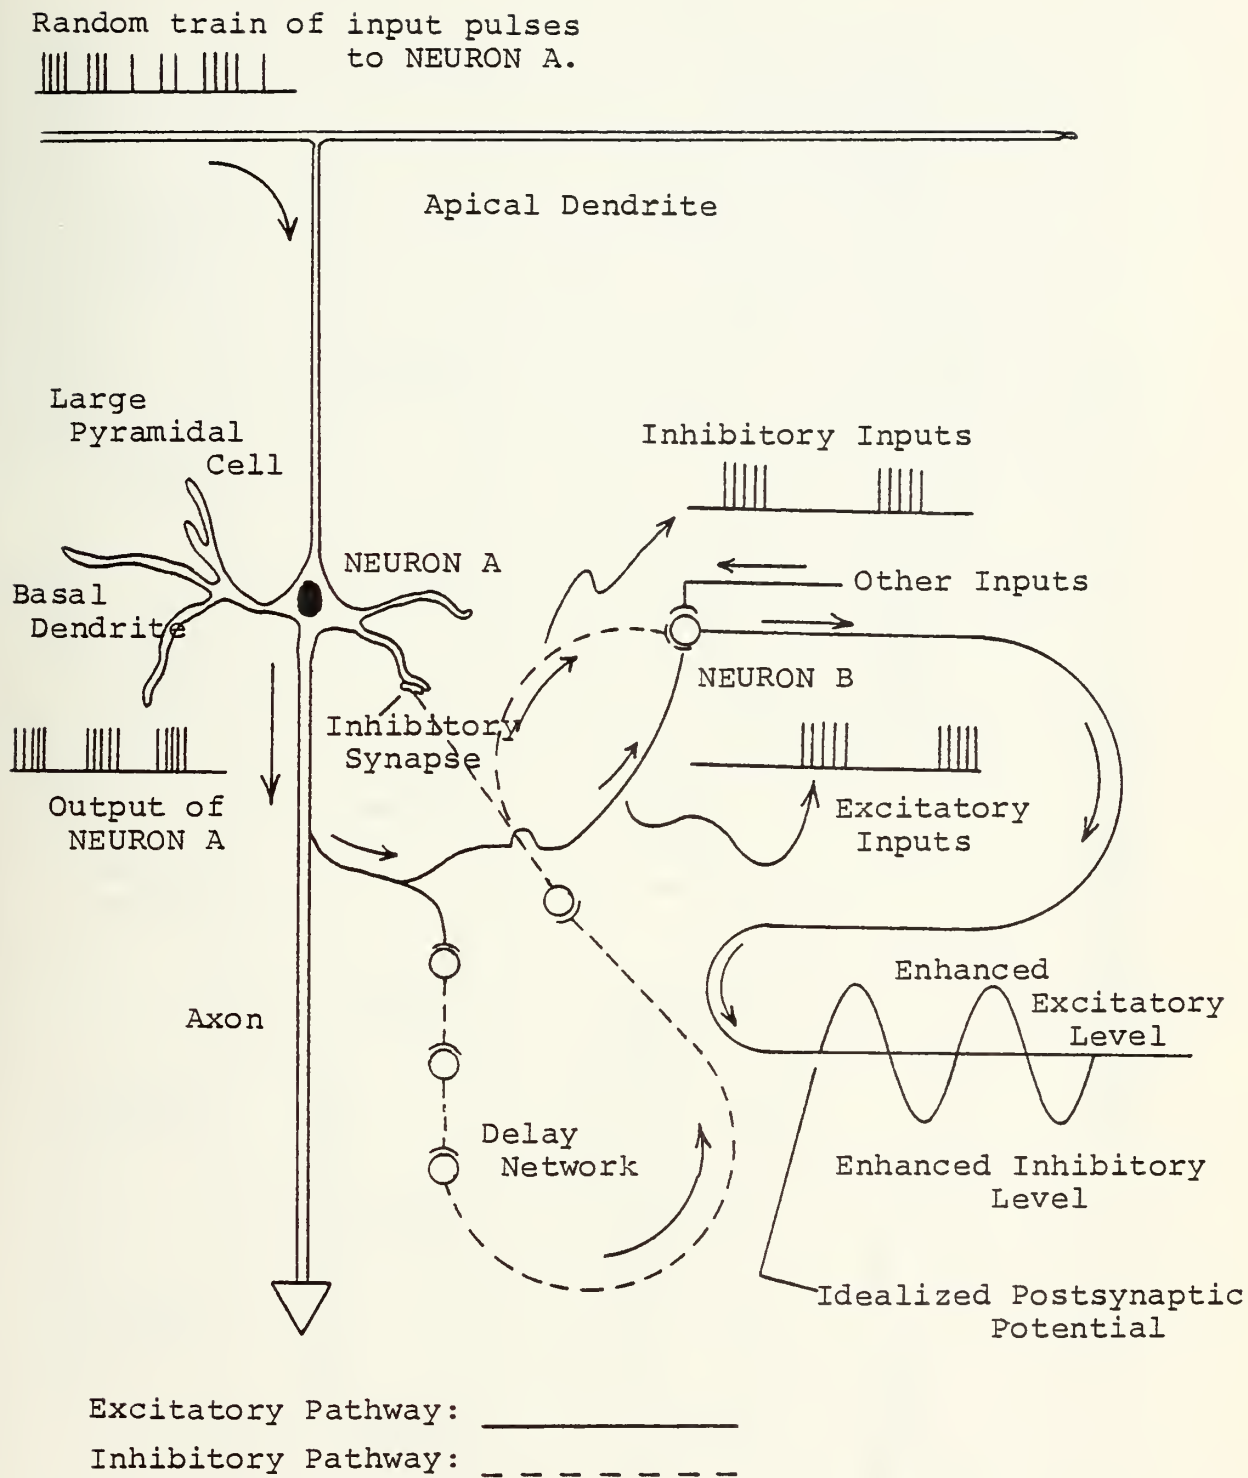 Random train of input pulses
to NEURON A.
Apical Dendrite
Large
Pyramidal
Cell
Inhibitory Inputs
NEURON A
Other Inputs
Basal
Dendrite
NEURON B
Inhibitory
Synapse
Output of
NEURON A
Excitatory
Inputs
Axon
Enhanced
Excitatory
Level
Delay
Network
Enhanced Inhibitory
Level
Idealized Postsynaptic
Potential
Excitatory Pathway:
Inhibitory Pathway: